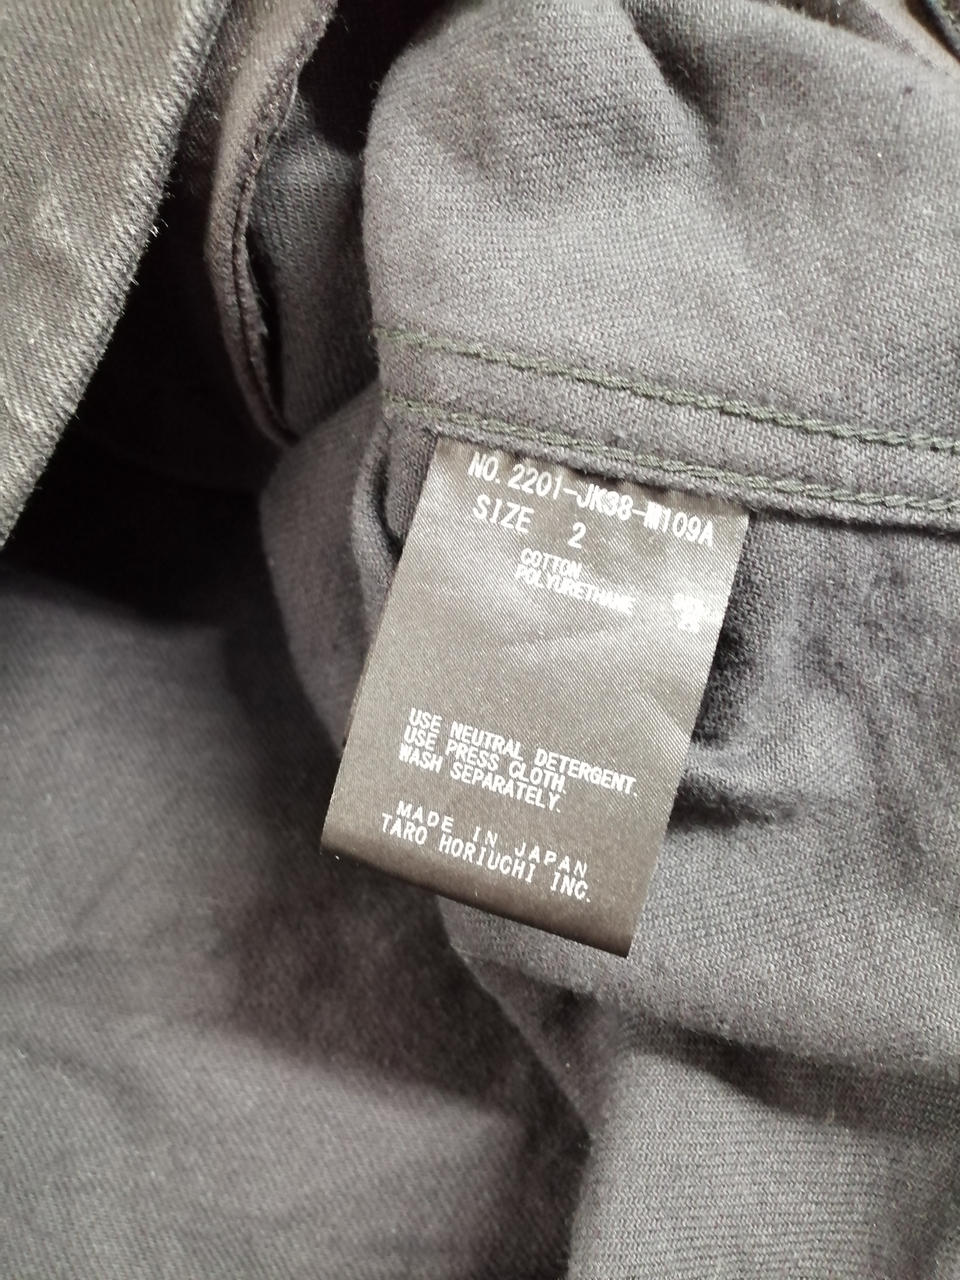 NO.2201-JK38-M109A
SIZE 2
COTTON
POLYURETHANE
USE NEUTRAL DETERGENT.
USE PRESS CLOTH.
WASH SEPARATELY.
MADE IN JAPAN
TARO HORIUCHI INC.